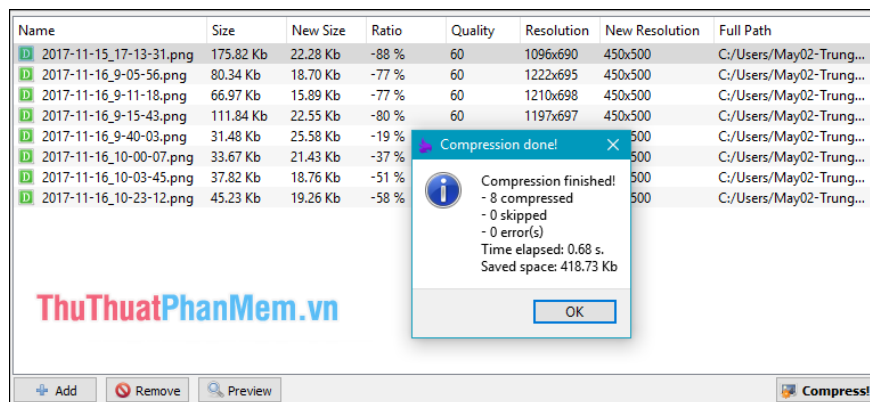 Name Size New Size Ratio Quality Resolution New Resolution Full Path
D 2017-11-15_17-13-31.png 175.82 Kb 22.28 Kb -88 % 60 1096x690 450x500 C:/Users/May02-Trung...
D 2017-11-16_9-05-56.png 80.34 Kb 18.70 Kb -77 % 60 1222x695 450x500 C:/Users/May02-Trung...
D 2017-11-16_9-11-18.png 66.97 Kb 15.89 Kb -77 % 60 1210x698 450x500 C:/Users/May02-Trung...
D 2017-11-16_9-15-43.png 111.84 Kb 22.55 Kb -80 % 60 1197x697 450x500 C:/Users/May02-Trung...
D 2017-11-16_9-40-03.png 31.48 Kb 25.58 Kb -19 % 500 C:/Users/May02-Trung...
D 2017-11-16_10-00-07.png 33.67 Kb 21.43 Kb -37 % 500 C:/Users/May02-Trung...
D 2017-11-16_10-03-45.png 37.82 Kb 18.76 Kb -51 % 500 C:/Users/May02-Trung...
D 2017-11-16_10-23-12.png 45.23 Kb 19.26 Kb -58 % 500 C:/Users/May02-Trung...
Compression done!
Compression finished!
- 8 compressed
- 0 skipped
- 0 error(s)
Time elapsed: 0.68 s.
Saved space: 418.73 Kb
OK
ThuThuatPhanMem.vn
Add Remove Preview Compress!